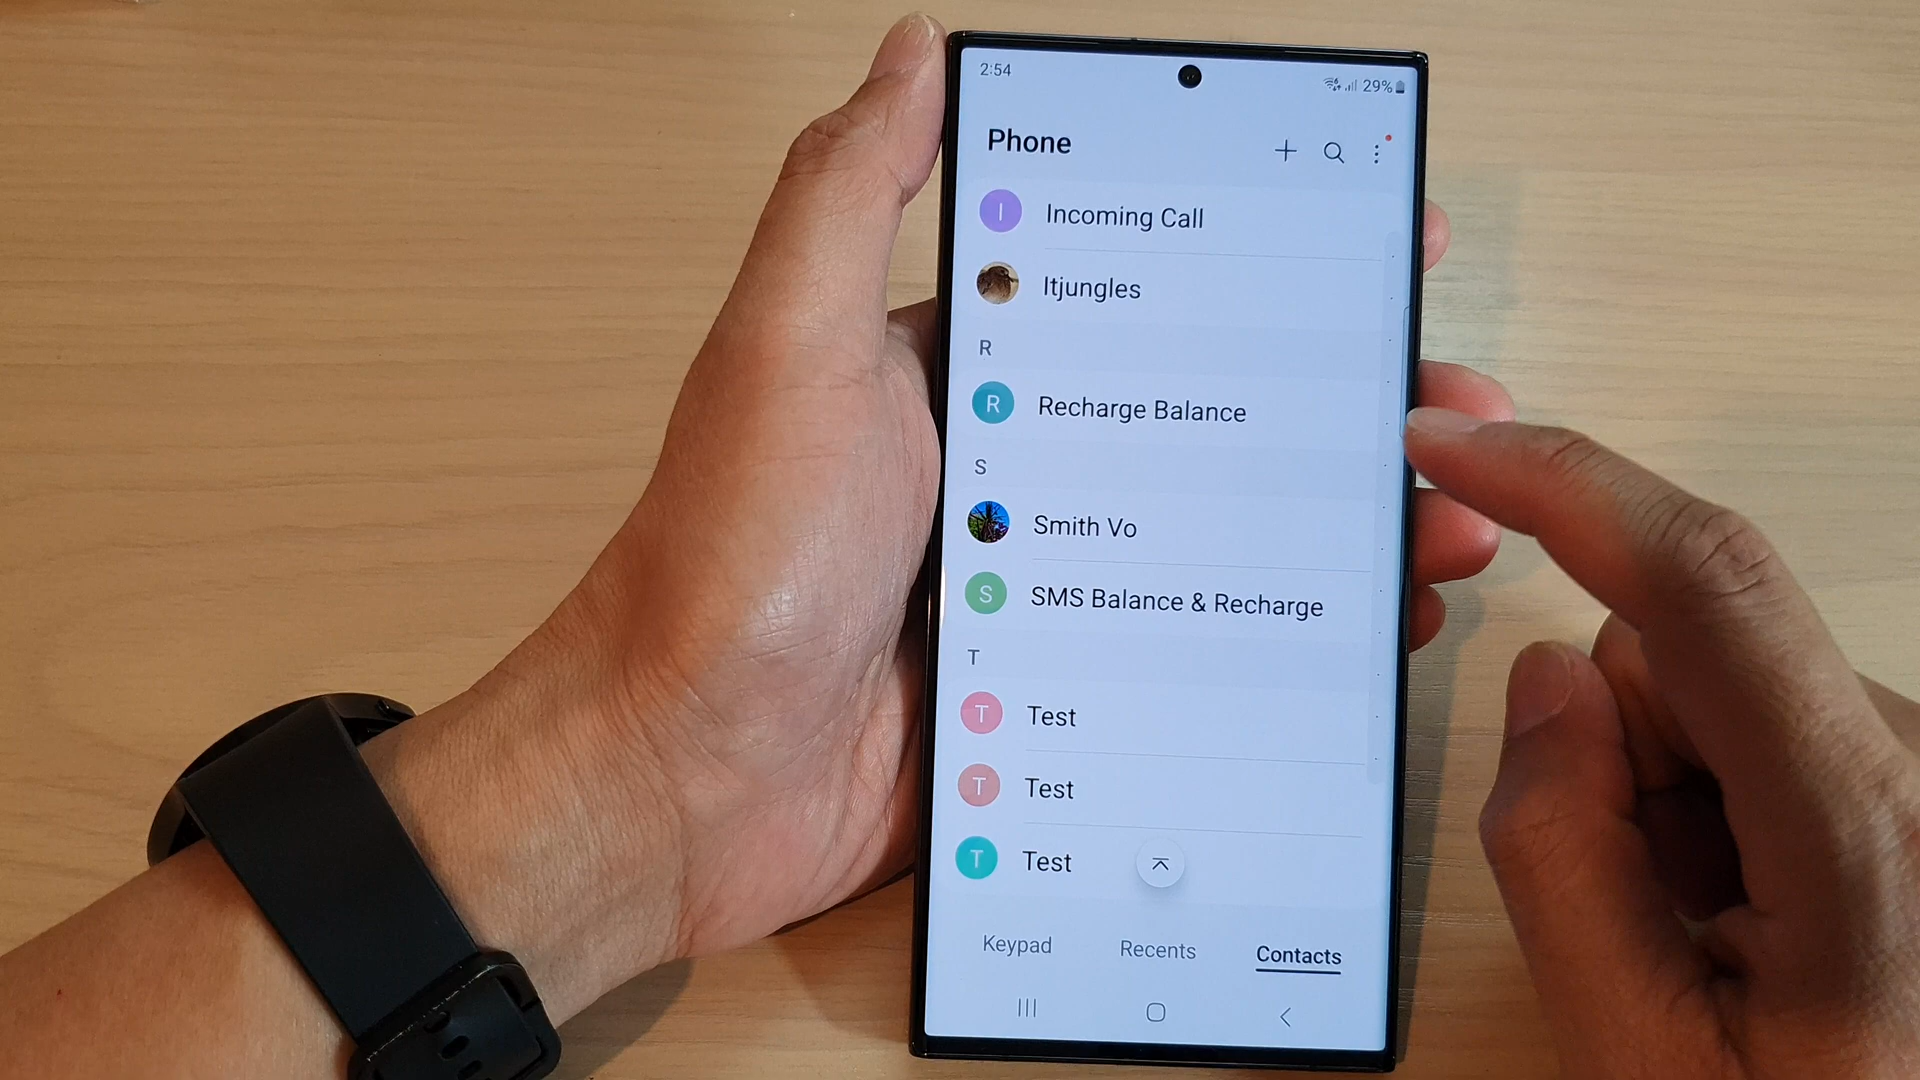 2:54
29%
Phone
I Incoming Call
Itjungles
R
R Recharge Balance
S
Smith Vo
S SMS Balance & Recharge
T
T Test
T Test
T Test
Keypad Recents Contacts